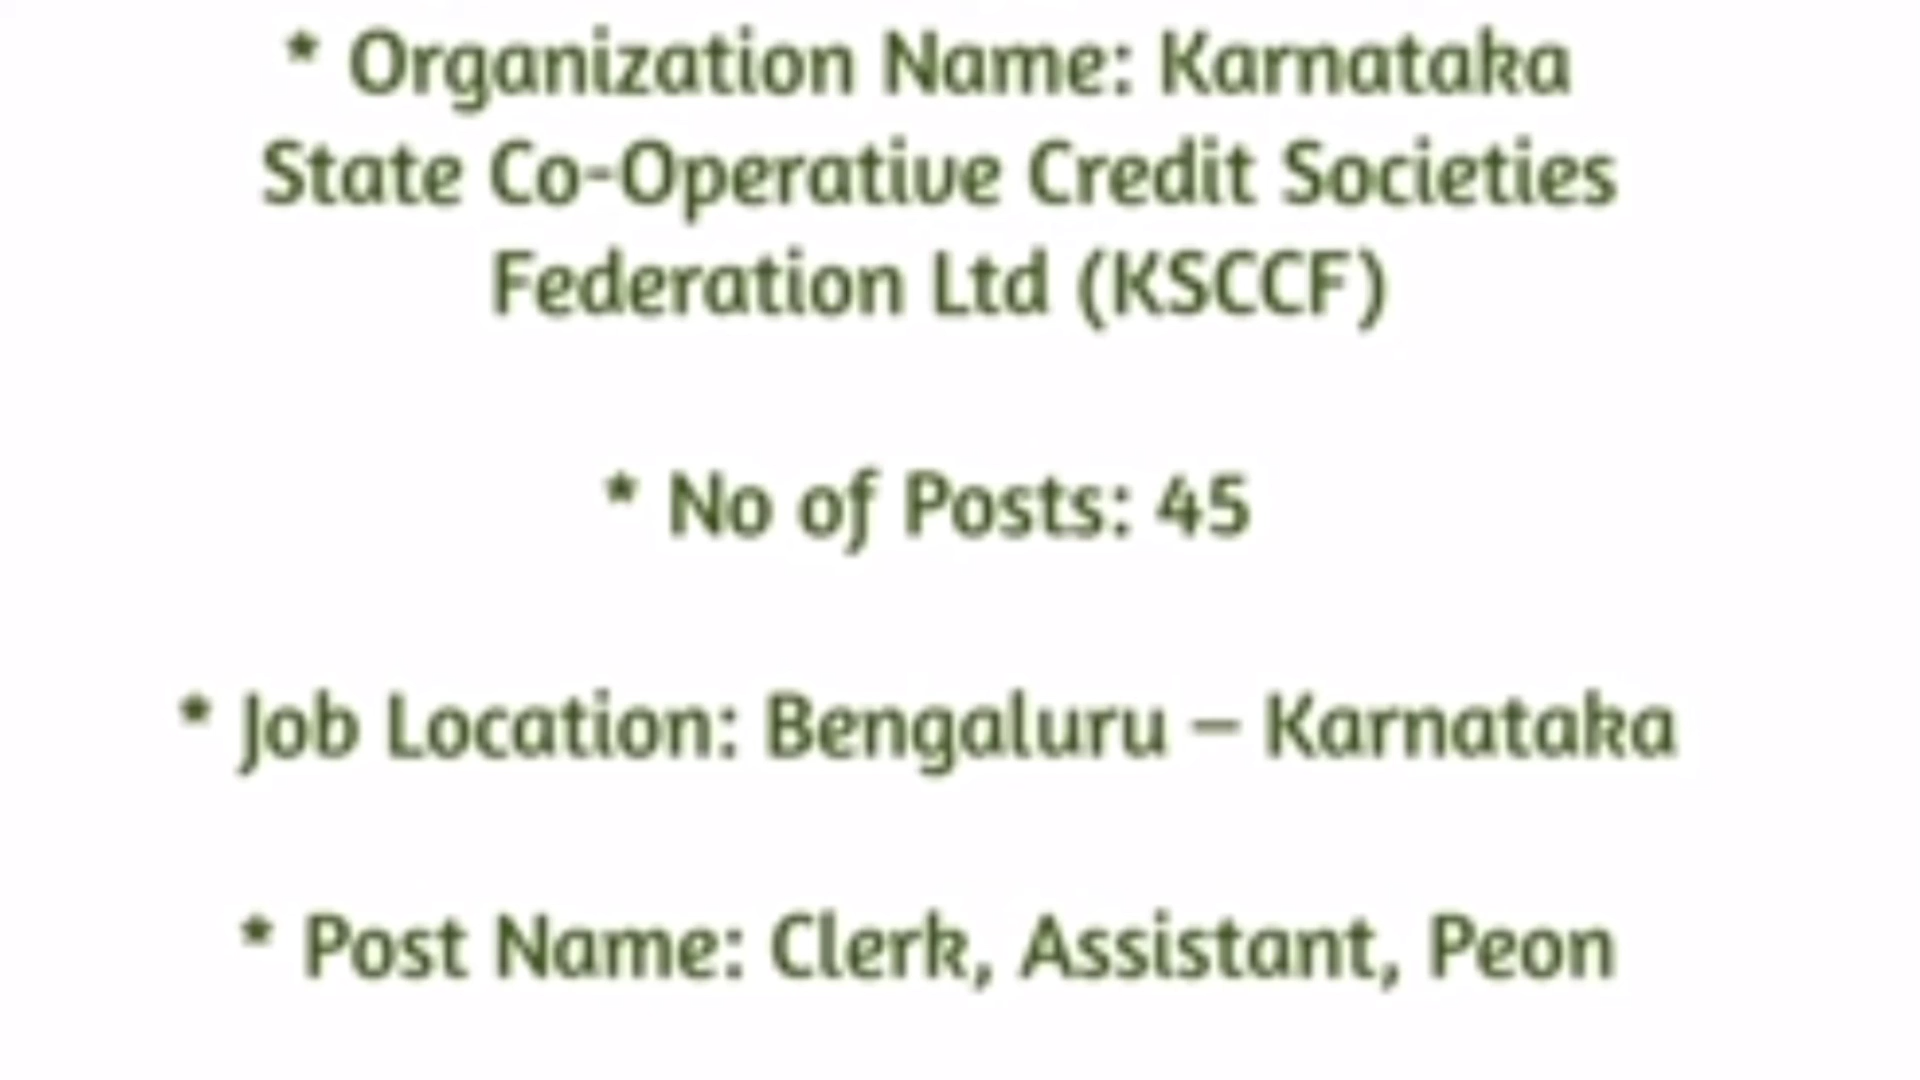 * Organization Name: Karnataka
State Co-Operative Credit Societies
Federation Ltd (KSCCF)
* No of Posts: 45
* Job Location: Bengaluru – Karnataka
* Post Name: Clerk, Assistant, Peon